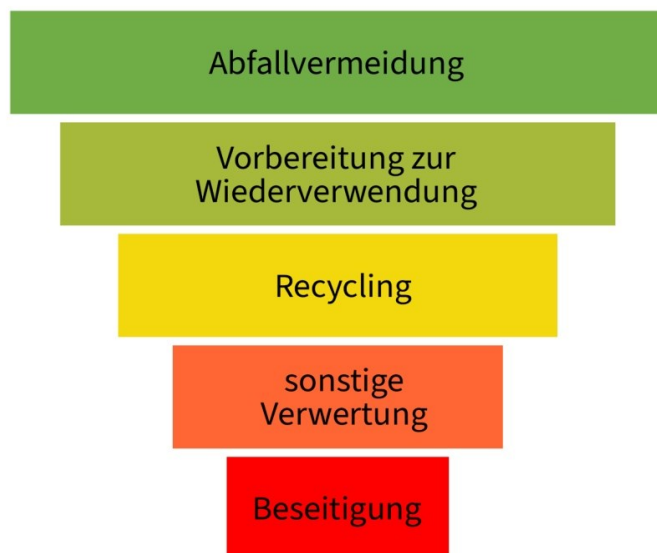 Abfallvermeidung
Vorbereitung zur
Wiederverwendung
Recycling
sonstige
Verwertung
Beseitigung